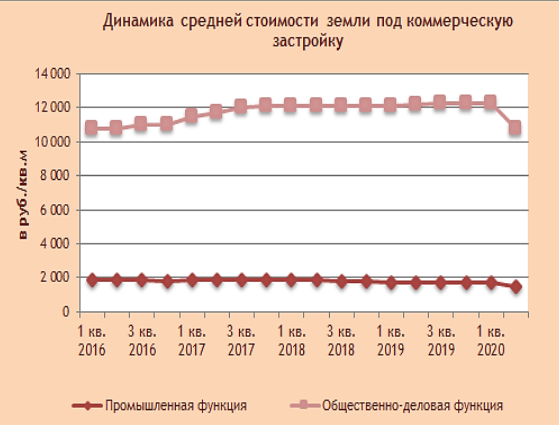 Динамика средней стоимости земли под коммерческую
застройку
14 000
12 000
10 000
8 000
6 000
4 000
2 000
0
в руб./кв.м
1 кв. 3 кв. 1 кв. 3 кв. 1 кв. 3 кв. 1 кв. 3 кв. 1 кв.
2016 2016 2017 2017 2018 2018 2019 2019 2020
Промышленная функция Общественно-деловая функция